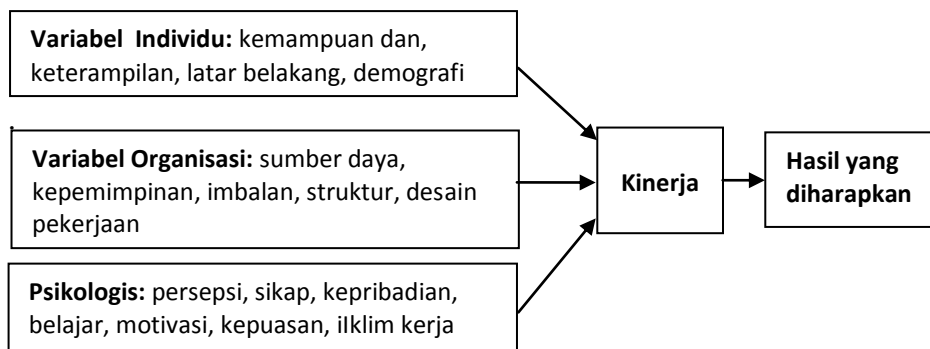 Variabel Individu: kemampuan dan,
keterampilan, latar belakang, demografi
Variabel Organisasi: sumber daya,
kepemimpinan, imbalan, struktur, desain
pekerjaan
Kinerja
Hasil yang
diharapkan
Psikologis: persepsi, sikap, kepribadian,
belajar, motivasi, kepuasan, iIklim kerja